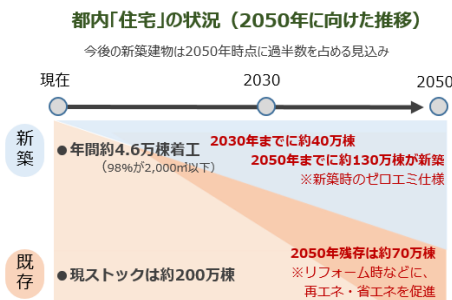 都内「住宅」の状況（2050年に向けた推移）
今後の新築建物は2050年時点に過半数を占める見込み
現在 2030 2050
新築
●年間約4.6万棟着工
（98%が2,000㎡以下）
2030年までに約40万棟
2050年までに約130万棟が新築
※新築時のゼロエミ仕様
既存
●現ストックは約200万棟
2050年残存は約70万棟
※リフォーム時などに、
再エネ・省エネを促進